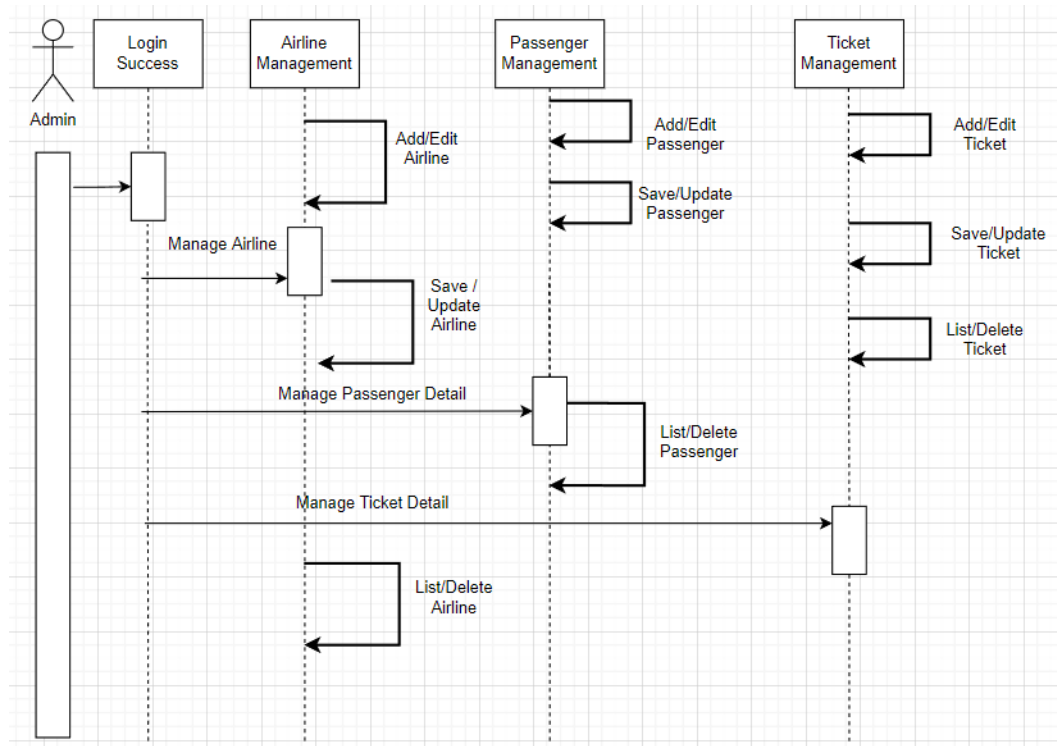 Login
Success
Airline
Management
Passenger
Management
Ticket
Management
Admin
Add/Edit
Airline
Add/Edit
Passenger
Add/Edit
Ticket
Save/Update
Passenger
Manage Airline
Save/Update
Ticket
Save /
Update
Airline
List/Delete
Ticket
Manage Passenger Detail
List/Delete
Passenger
Manage Ticket Detail
List/Delete
Airline